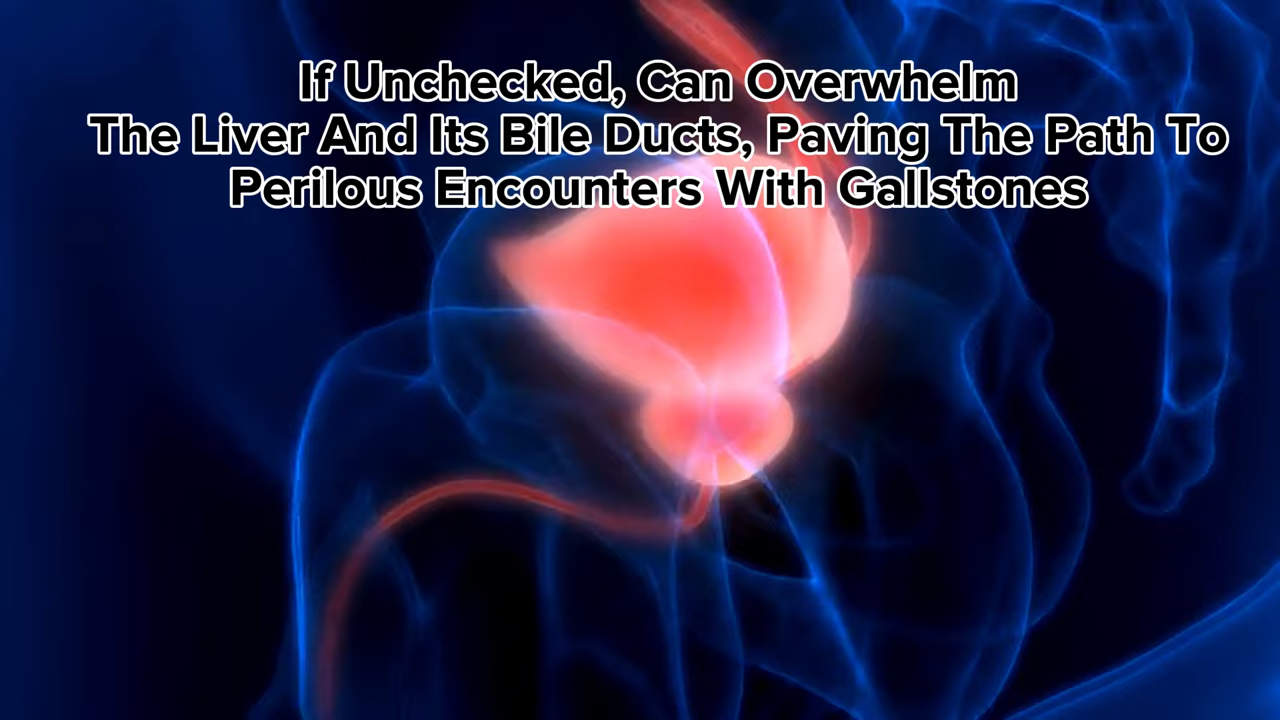 If Unchecked, Can Overwhelm
The Liver And Its Bile Ducts, Paving The Path To
Perilous Encounters With Gallstones